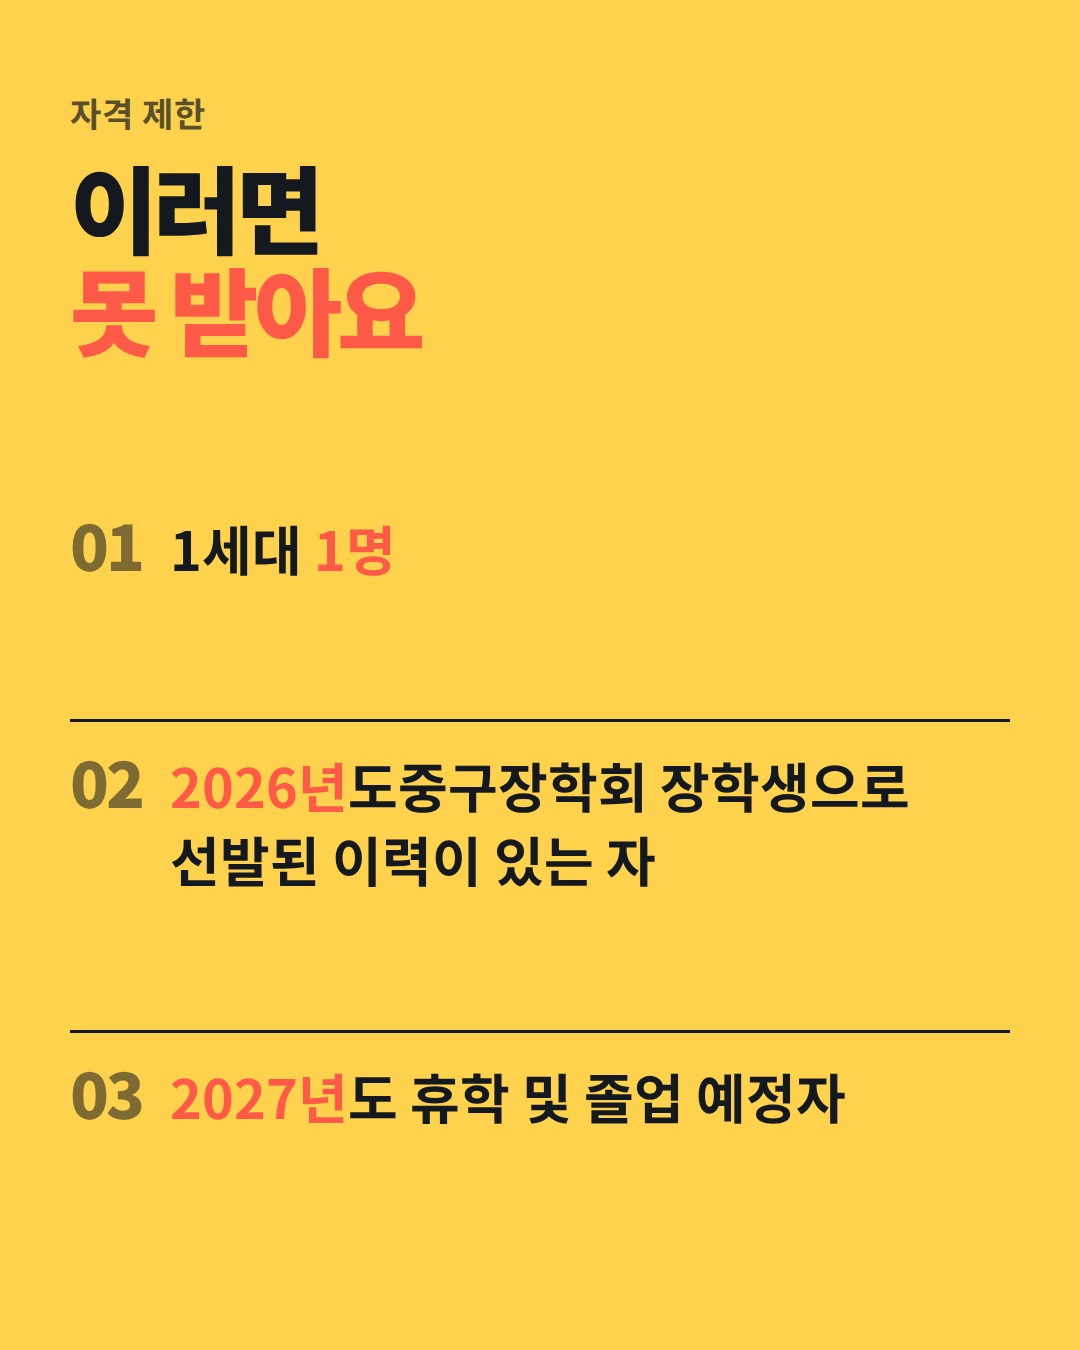 자격 제한
이러면
못 받아요
01 1세대 1명
02 2026년도중구장학회 장학생으로
선발된 이력이 있는 자
03 2027년도 휴학 및 졸업 예정자